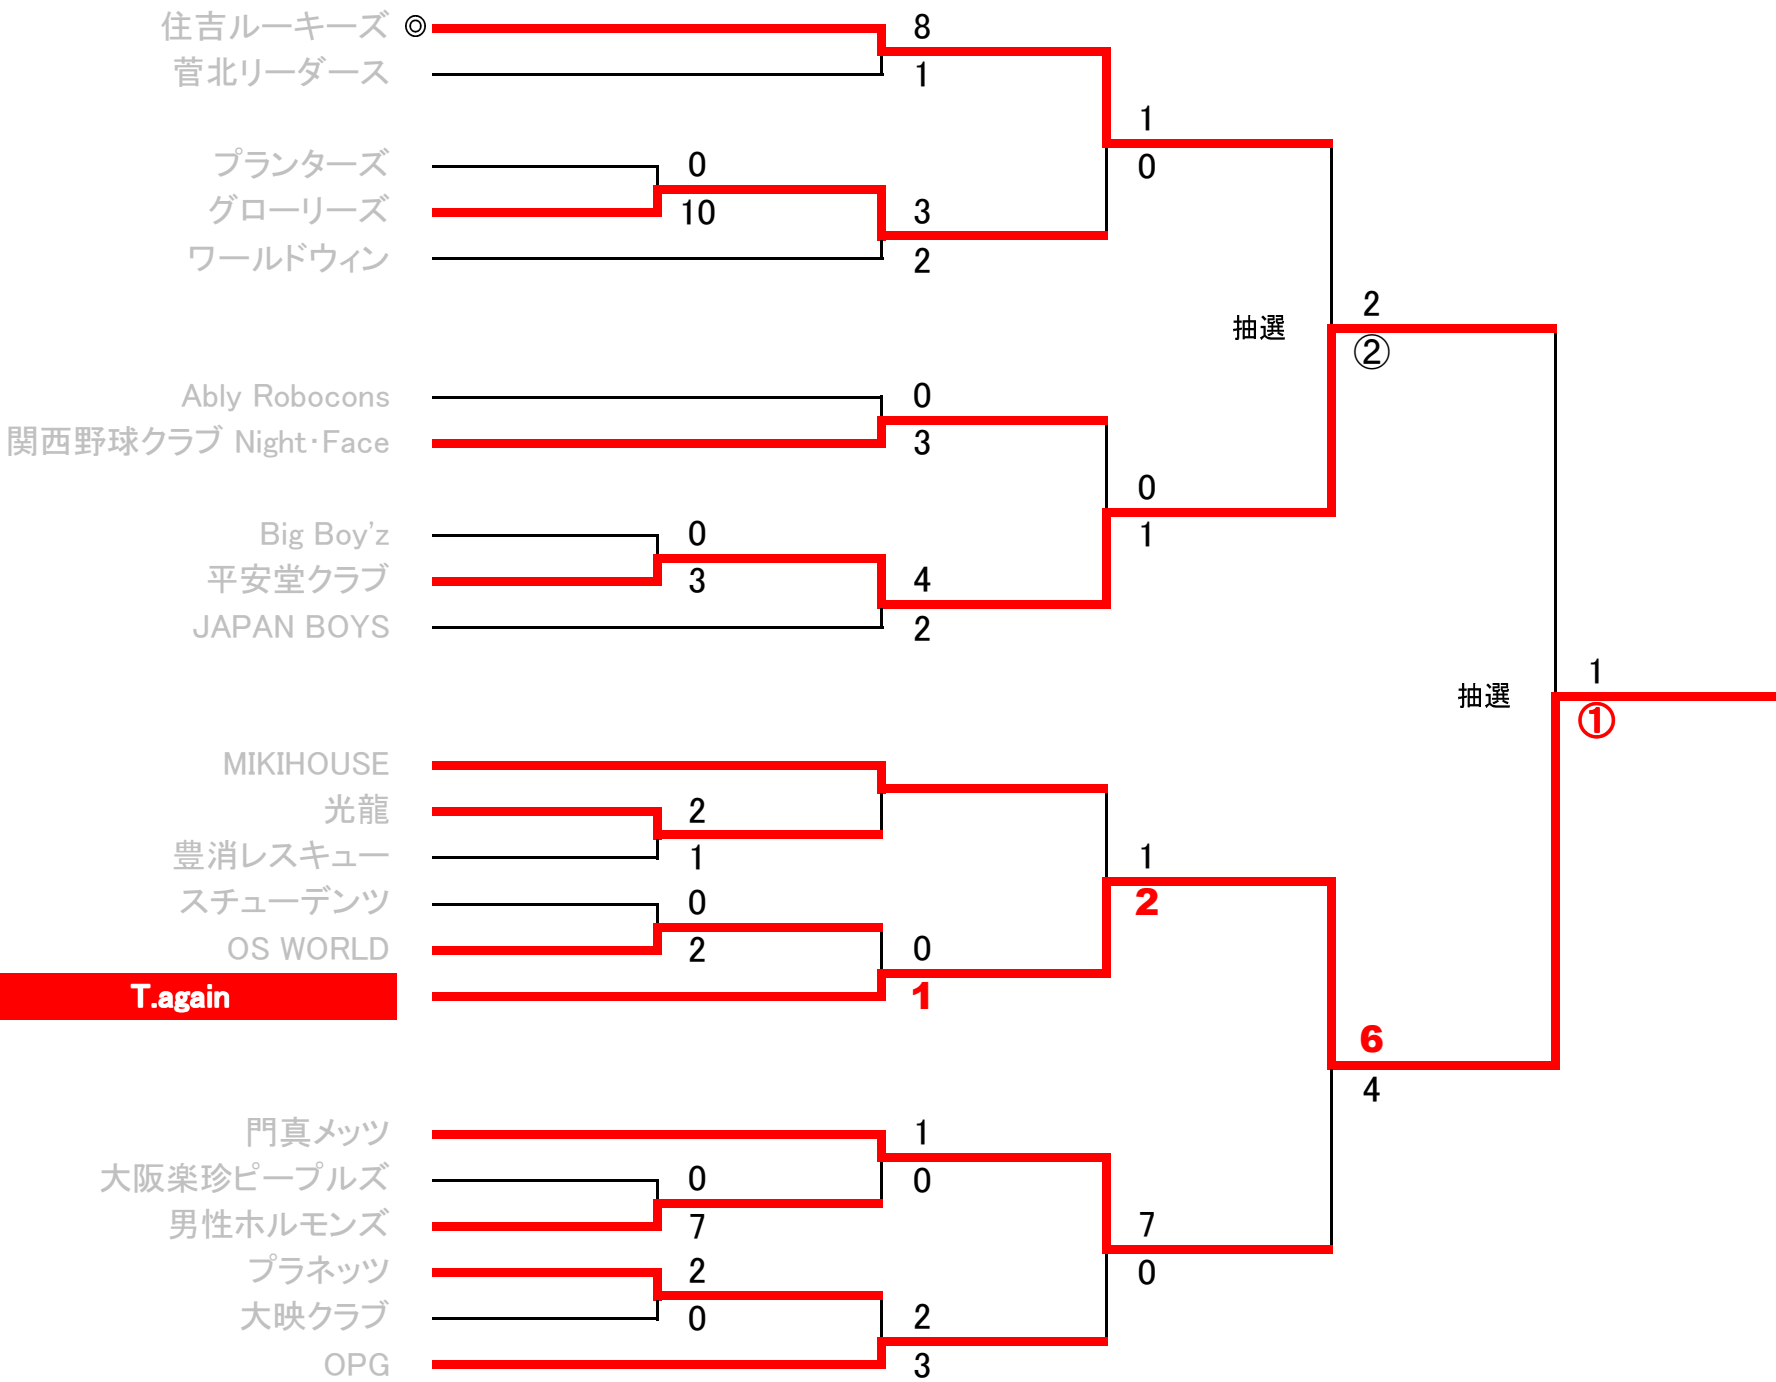 住吉ルーキーズ ◎ 8
菅北リーダース 1
1
プランターズ 0 0
グローリーズ 10 3
ワールドウィン 2
2
抽選 ②
Ably Robocons 0
関西野球クラブ Night・Face 3
0
Big Boy'z 0 1
平安堂クラブ 3 4
JAPAN BOYS 2
1
抽選 ①
MIKIHOUSE
光龍 2
豊消レスキュー 1 1
スチューデンツ 0 2
OS WORLD 2 0
T.again 1
6
4
門真メッツ 1
大阪楽珍ピープルズ 0 0
男性ホルモンズ 7 7
プラネッツ 2 0
大映クラブ 0 2
OPG 3